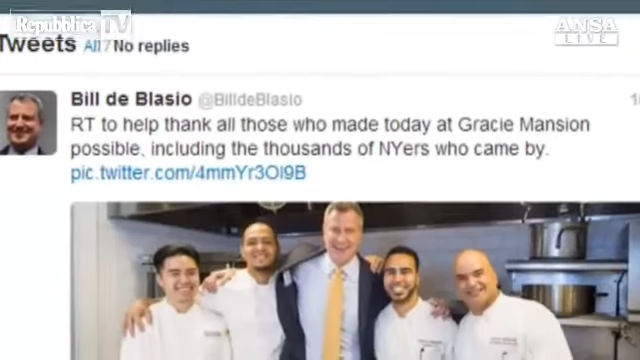 Repubblica TV
ANSA
LIVE
Tweets All / No replies
Bill de Blasio @BilldeBlasio
RT to help thank all those who made today at Gracie Mansion
possible, including the thousands of NYers who came by.
pic.twitter.com/4mmYr3Ol9B